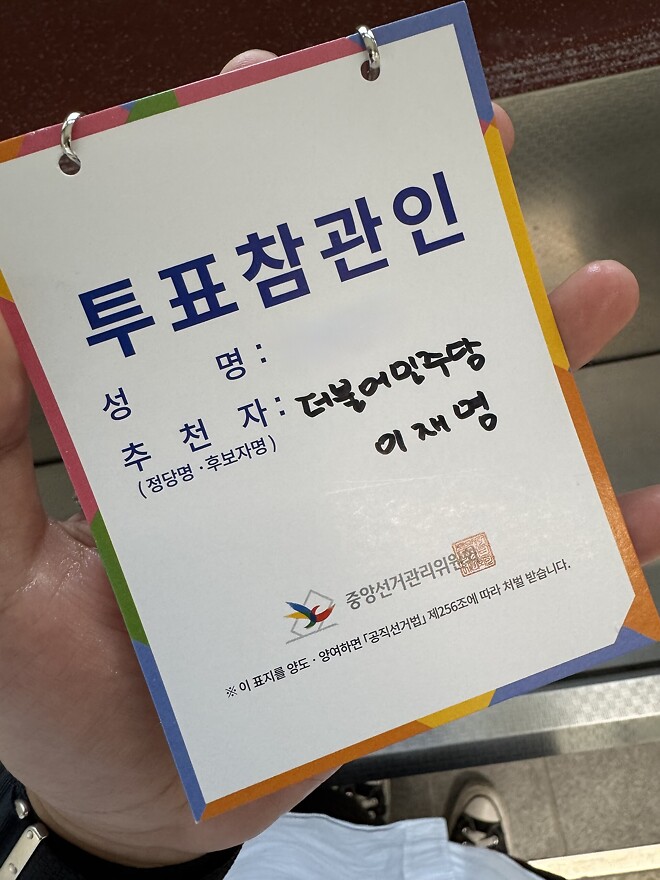 투표참관인
성 명 :
추 천 자 : 더불어민주당
(정당명·후보자명) 이재명
중앙선거관리위원회
※ 이 표지를 양도·양여하면 「공직선거법」 제256조에 따라 처벌 받습니다.